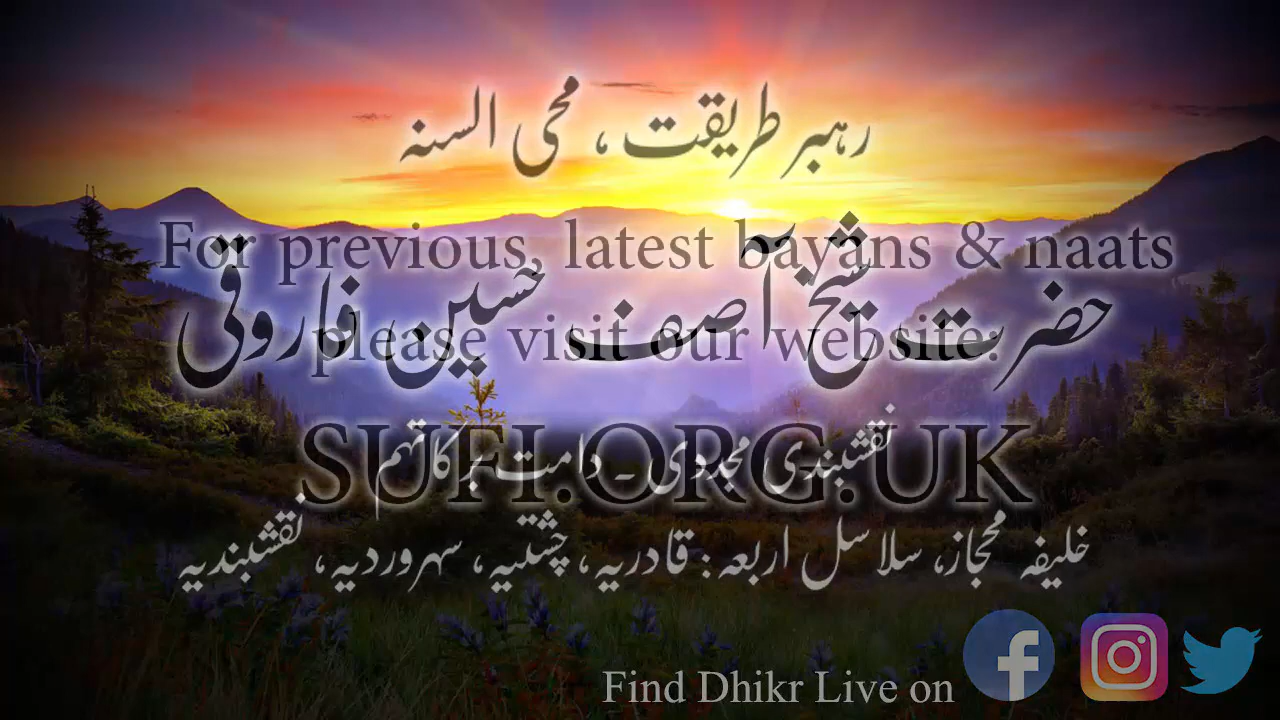 رہبر طریقت ، محی السنہ
For previous, latest bayans & naats
حضرت شیخ آصف حسین فاروقی
please visit our website:
نقشبندی مجددی ۔ دامت برکاتہم
SUFI.ORG.UK
خلیفہ مجاز، سلاسل اربعہ: قادریہ، چشتیہ، سہروردیہ، نقشبندیہ
Find Dhikr Live on